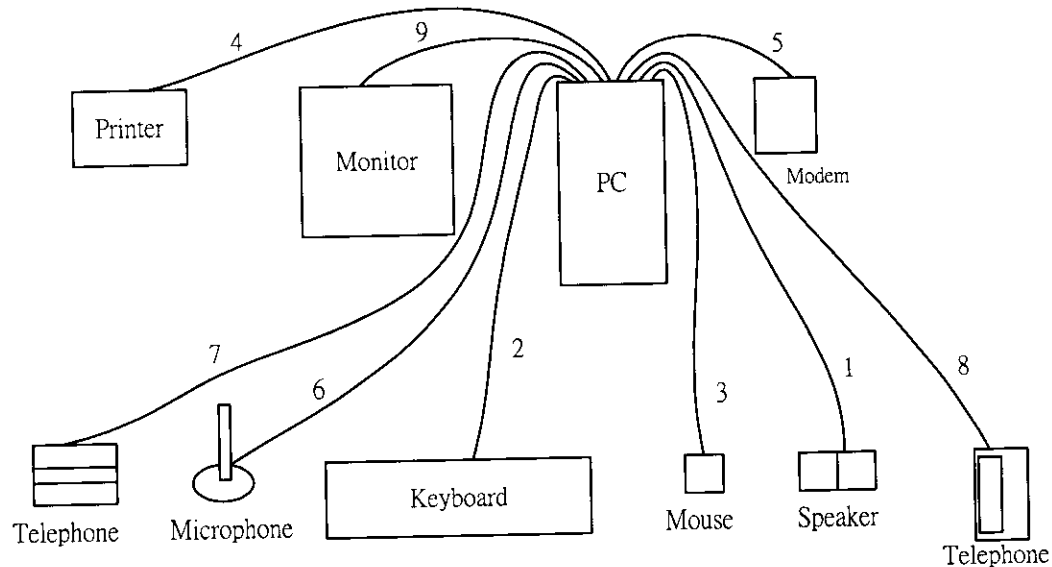 4
9
5
Printer
Monitor
PC
Modem
7
6
2
3
1
8
Keyboard
Telephone
Microphone
Mouse
Speaker
Telephone